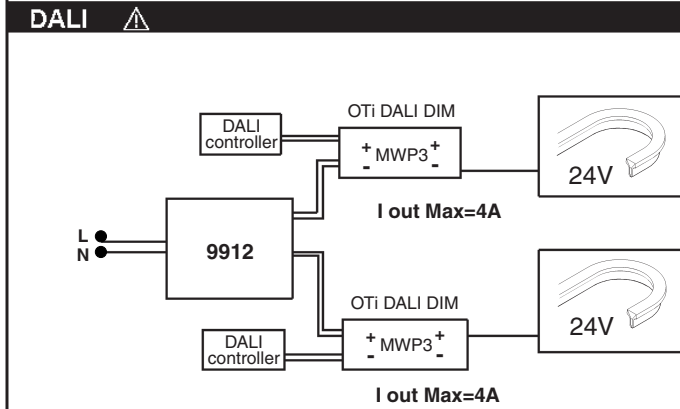 DALI
OTi DALI DIM
DALI
controller
+ MWP3 +
- -
24V
I out Max=4A
L
N
9912
OTi DALI DIM
DALI
controller
+ MWP3 +
- -
24V
I out Max=4A